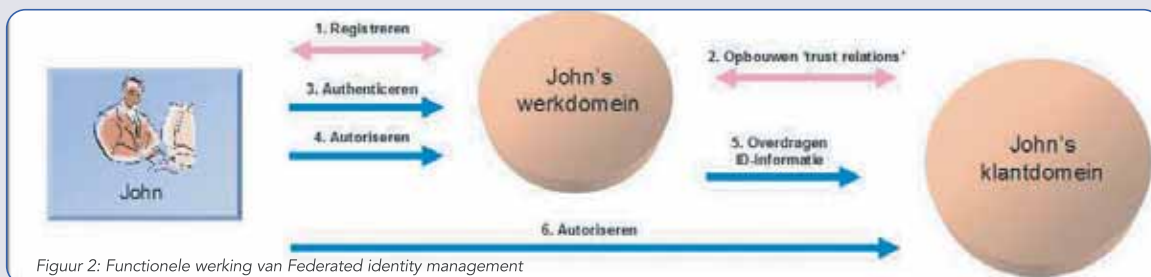 1. Registreren
2. Opbouwen 'trust relations'
John's
werkdomein
3. Authenticeren
4. Autoriseren
5. Overdragen
ID-informatie
John's
klantdomein
John
6. Autoriseren
Figuur 2: Functionele werking van Federated identity management